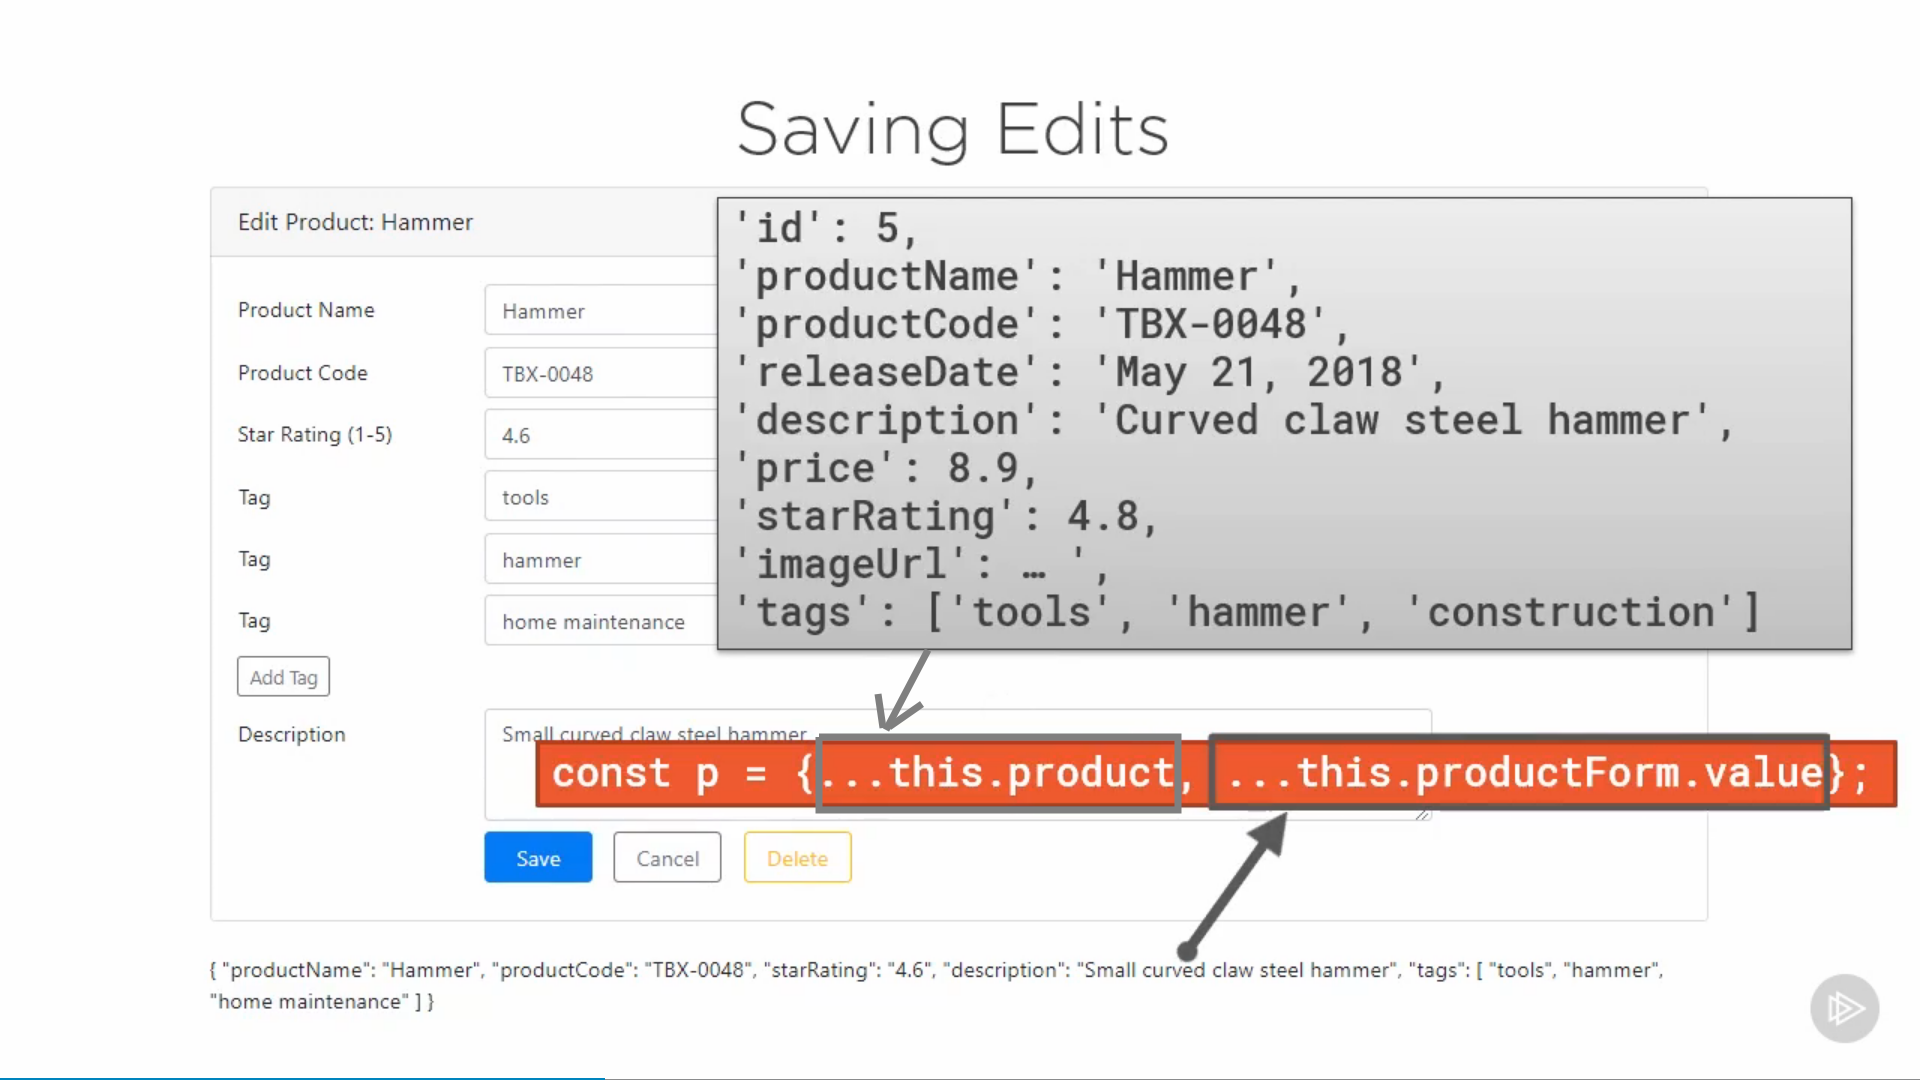 Saving Edits
Edit Product: Hammer
'id': 5,
'productName': 'Hammer',
'productCode': 'TBX-0048',
'releaseDate': 'May 21, 2018',
'description': 'Curved claw steel hammer',
'price': 8.9,
'starRating': 4.8,
'imageUrl': … ',
'tags': ['tools', 'hammer', 'construction']
Product Name
Hammer
Product Code
TBX-0048
Star Rating (1-5)
4.6
Tag
tools
Tag
hammer
Tag
home maintenance
Add Tag
Description
Small curved claw steel hammer
const p = {...this.product, ...this.productForm.value};
Save
Cancel
Delete
{ "productName": "Hammer", "productCode": "TBX-0048", "starRating": "4.6", "description": "Small curved claw steel hammer", "tags": [ "tools", "hammer",
"home maintenance" ] }